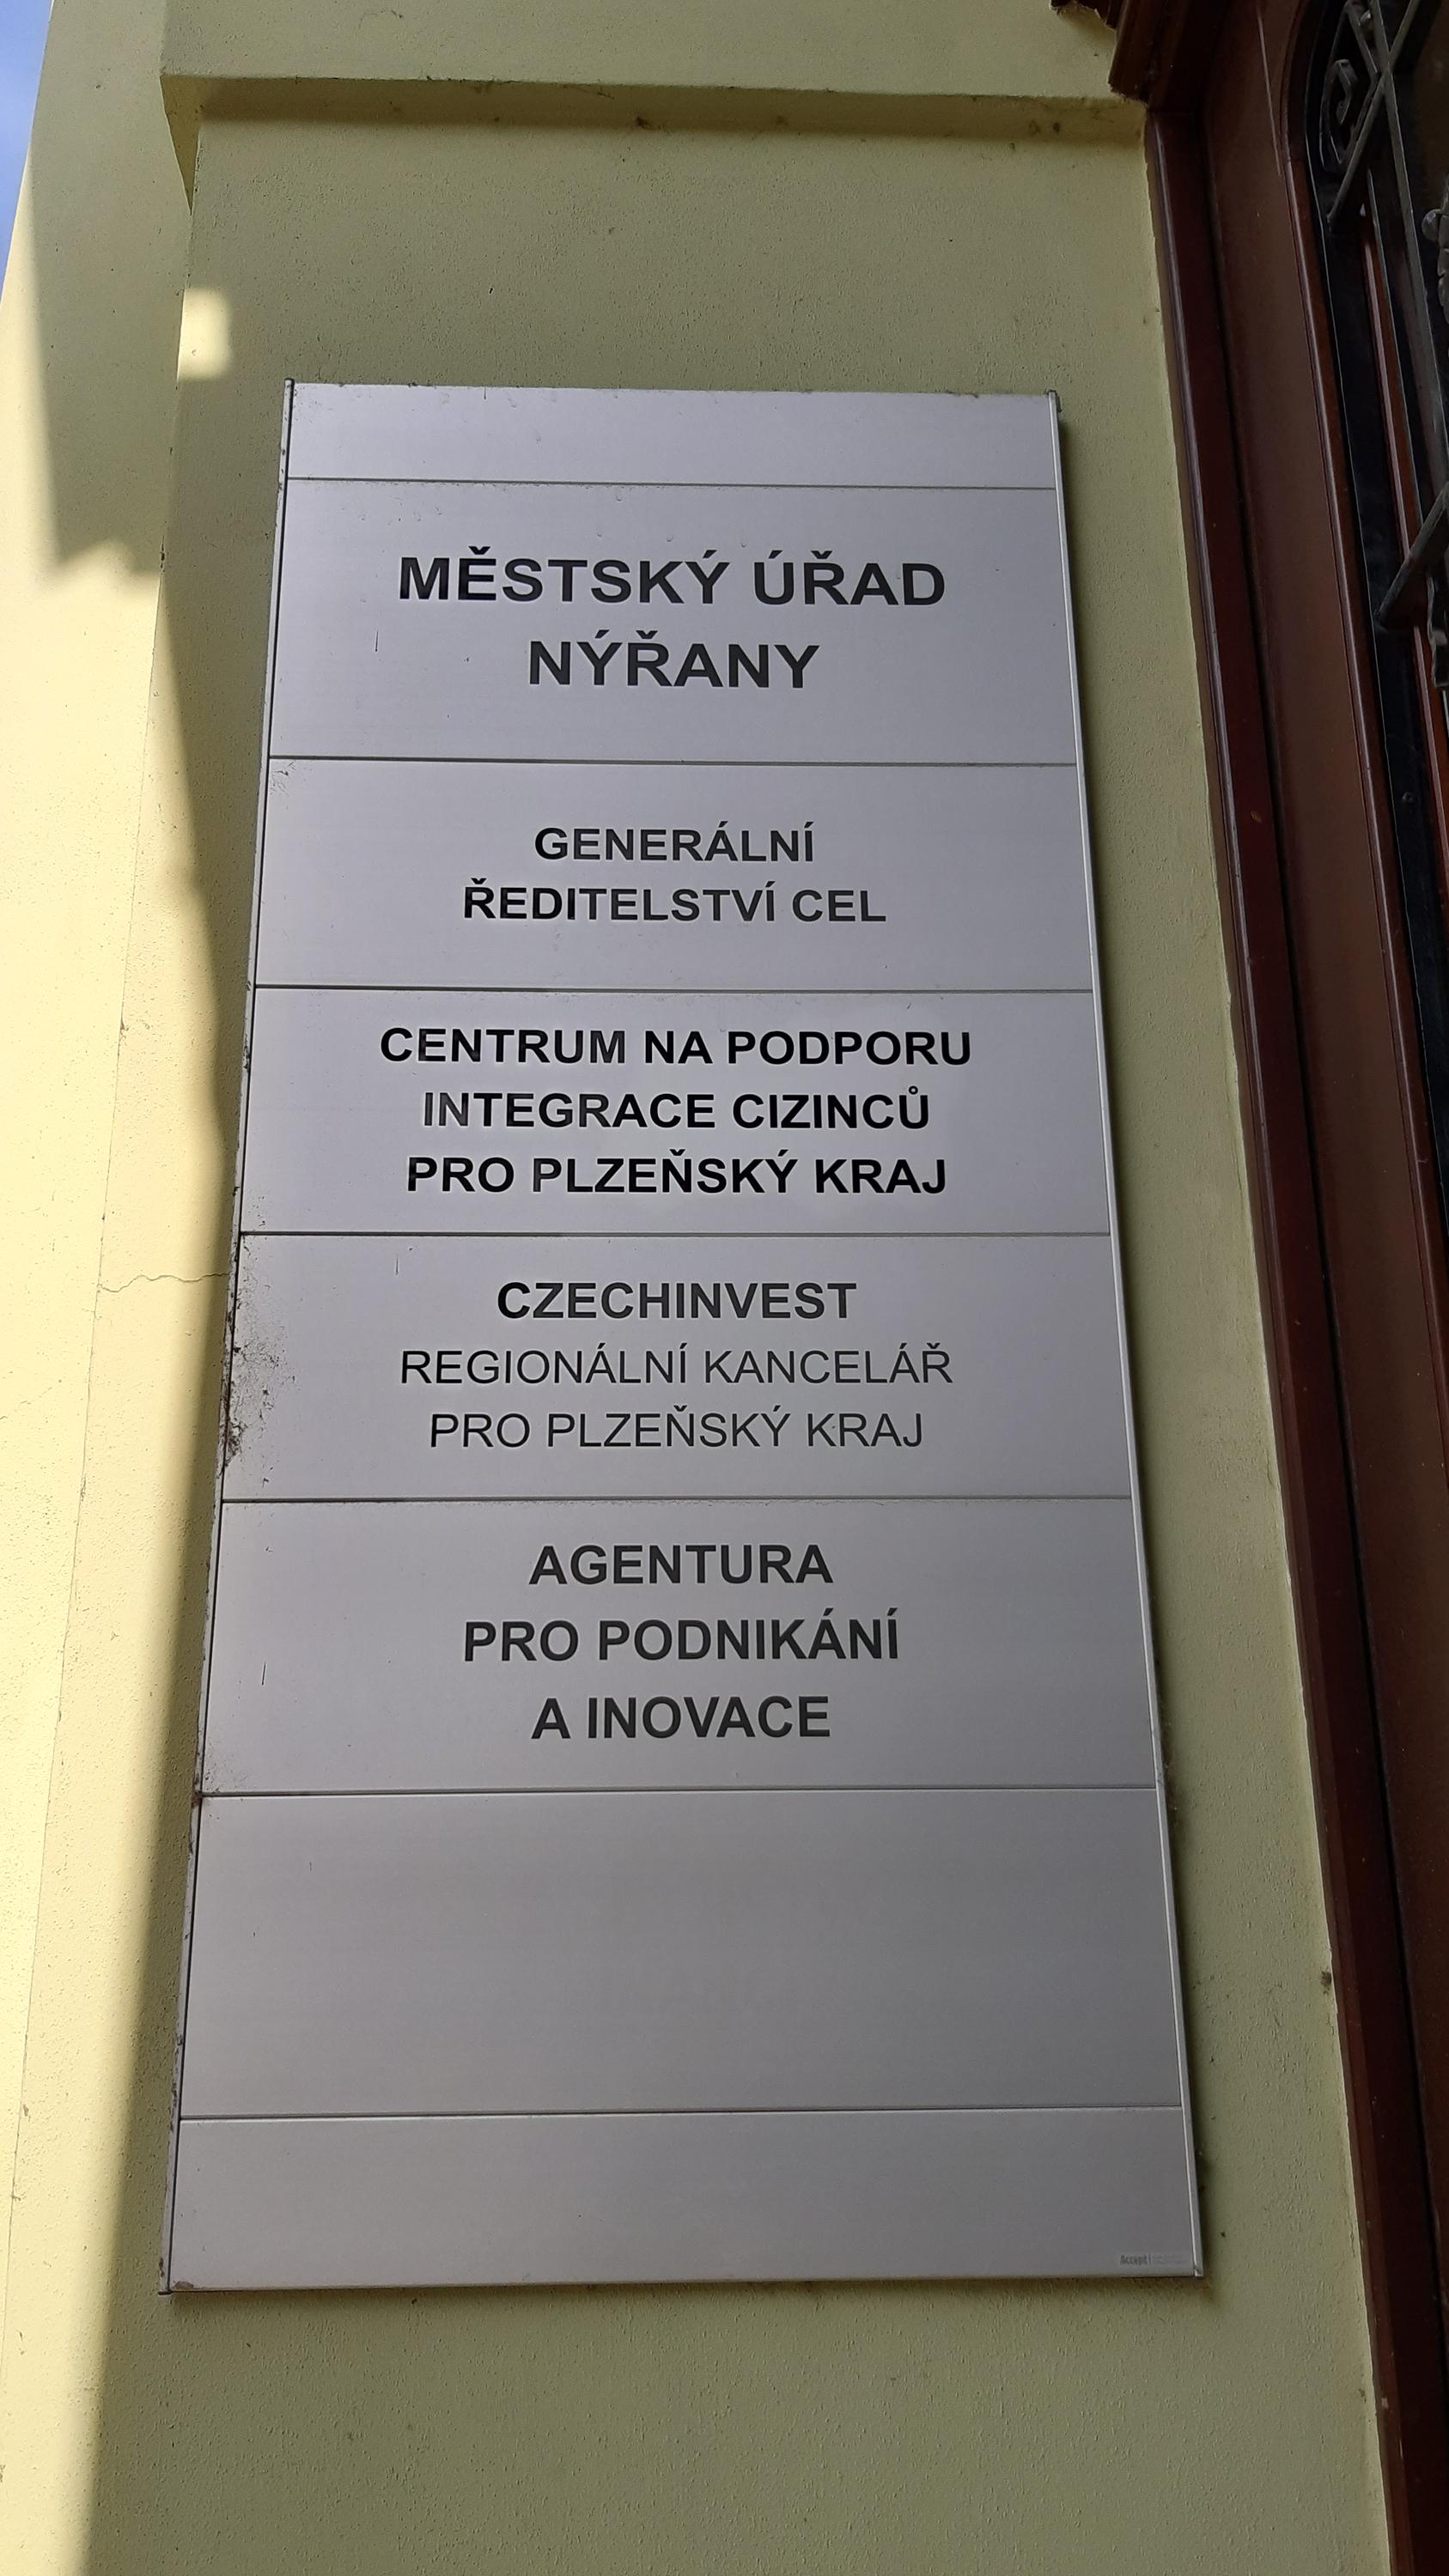 MĚSTSKÝ ÚŘAD
NÝŘANY
GENERÁLNÍ
ŘEDITELSTVÍ CEL
CENTRUM NA PODPORU
INTEGRACE CIZINCŮ
PRO PLZEŇSKÝ KRAJ
CZECHINVEST
REGIONÁLNÍ KANCELÁŘ
PRO PLZEŇSKÝ KRAJ
AGENTURA
PRO PODNIKÁNÍ
A INOVACE
Accept